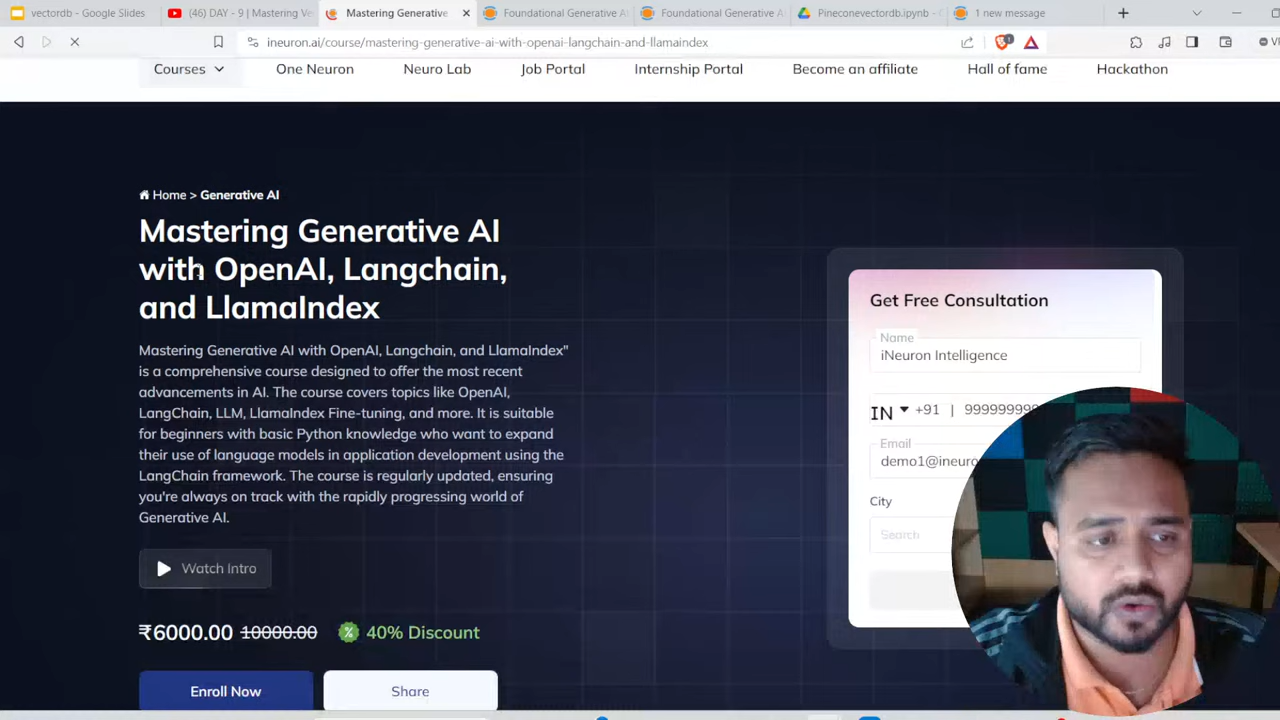 vectordb - Google Slides
(46) DAY - 9 | Mastering Ve
Mastering Generative
Foundational Generative A
Foundational Generative A
Pineconevectordb.ipynb - C
1 new message
ineuron.ai/course/mastering-generative-ai-with-openai-langchain-and-llamaindex
Courses
One Neuron
Neuro Lab
Job Portal
Internship Portal
Become an affiliate
Hall of fame
Hackathon
Home > Generative AI
Mastering Generative AI
with OpenAI, Langchain,
and LlamaIndex
Mastering Generative AI with OpenAI, Langchain, and LlamaIndex"
is a comprehensive course designed to offer the most recent
advancements in AI. The course covers topics like OpenAI,
LangChain, LLM, LlamaIndex Fine-tuning, and more. It is suitable
for beginners with basic Python knowledge who want to expand
their use of language models in application development using the
LangChain framework. The course is regularly updated, ensuring
you're always on track with the rapidly progressing world of
Generative AI.
Watch Intro
₹6000.00 10000.00 40% Discount
Enroll Now
Share
Get Free Consultation
Name
iNeuron Intelligence
IN +91 | 999999990
Email
demo1@ineuro
City
Search